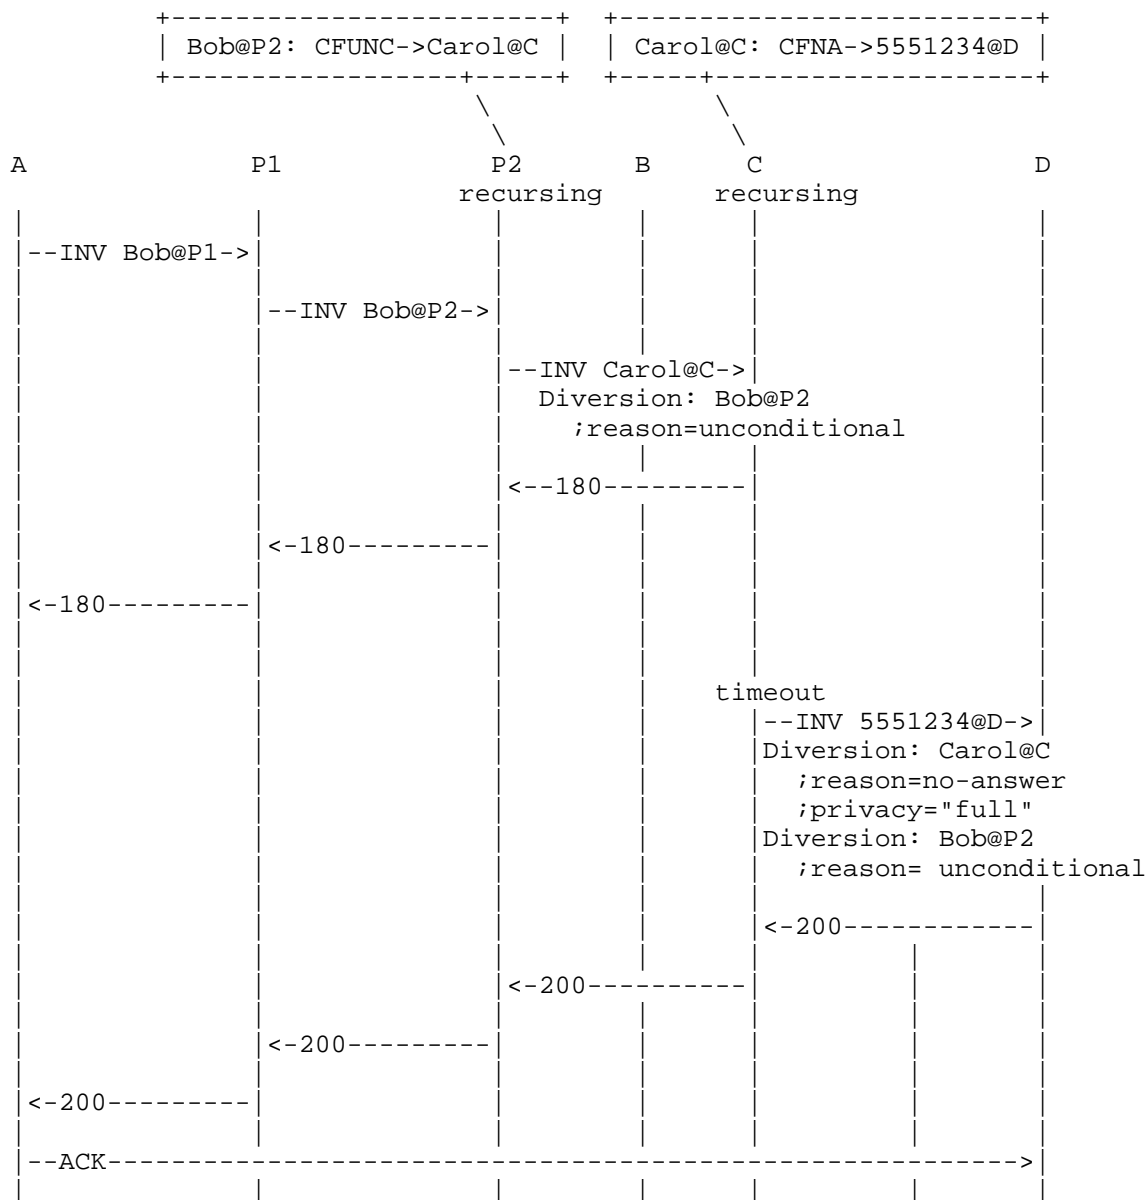 Bob@P2: CFUNC->Carol@C Carol@C: CFNA->5551234@D
A P1 P2 B C D
recursing recursing
--INV Bob@P1->
--INV Bob@P2->
--INV Carol@C->
Diversion: Bob@P2
;reason=unconditional
<--180---------
<-180---------
<-180---------
timeout
--INV 5551234@D->
Diversion: Carol@C
;reason=no-answer
;privacy="full"
Diversion: Bob@P2
;reason= unconditional
<-200------------
<-200----------
<-200---------
<-200---------
--ACK----------------------------------------------------------->